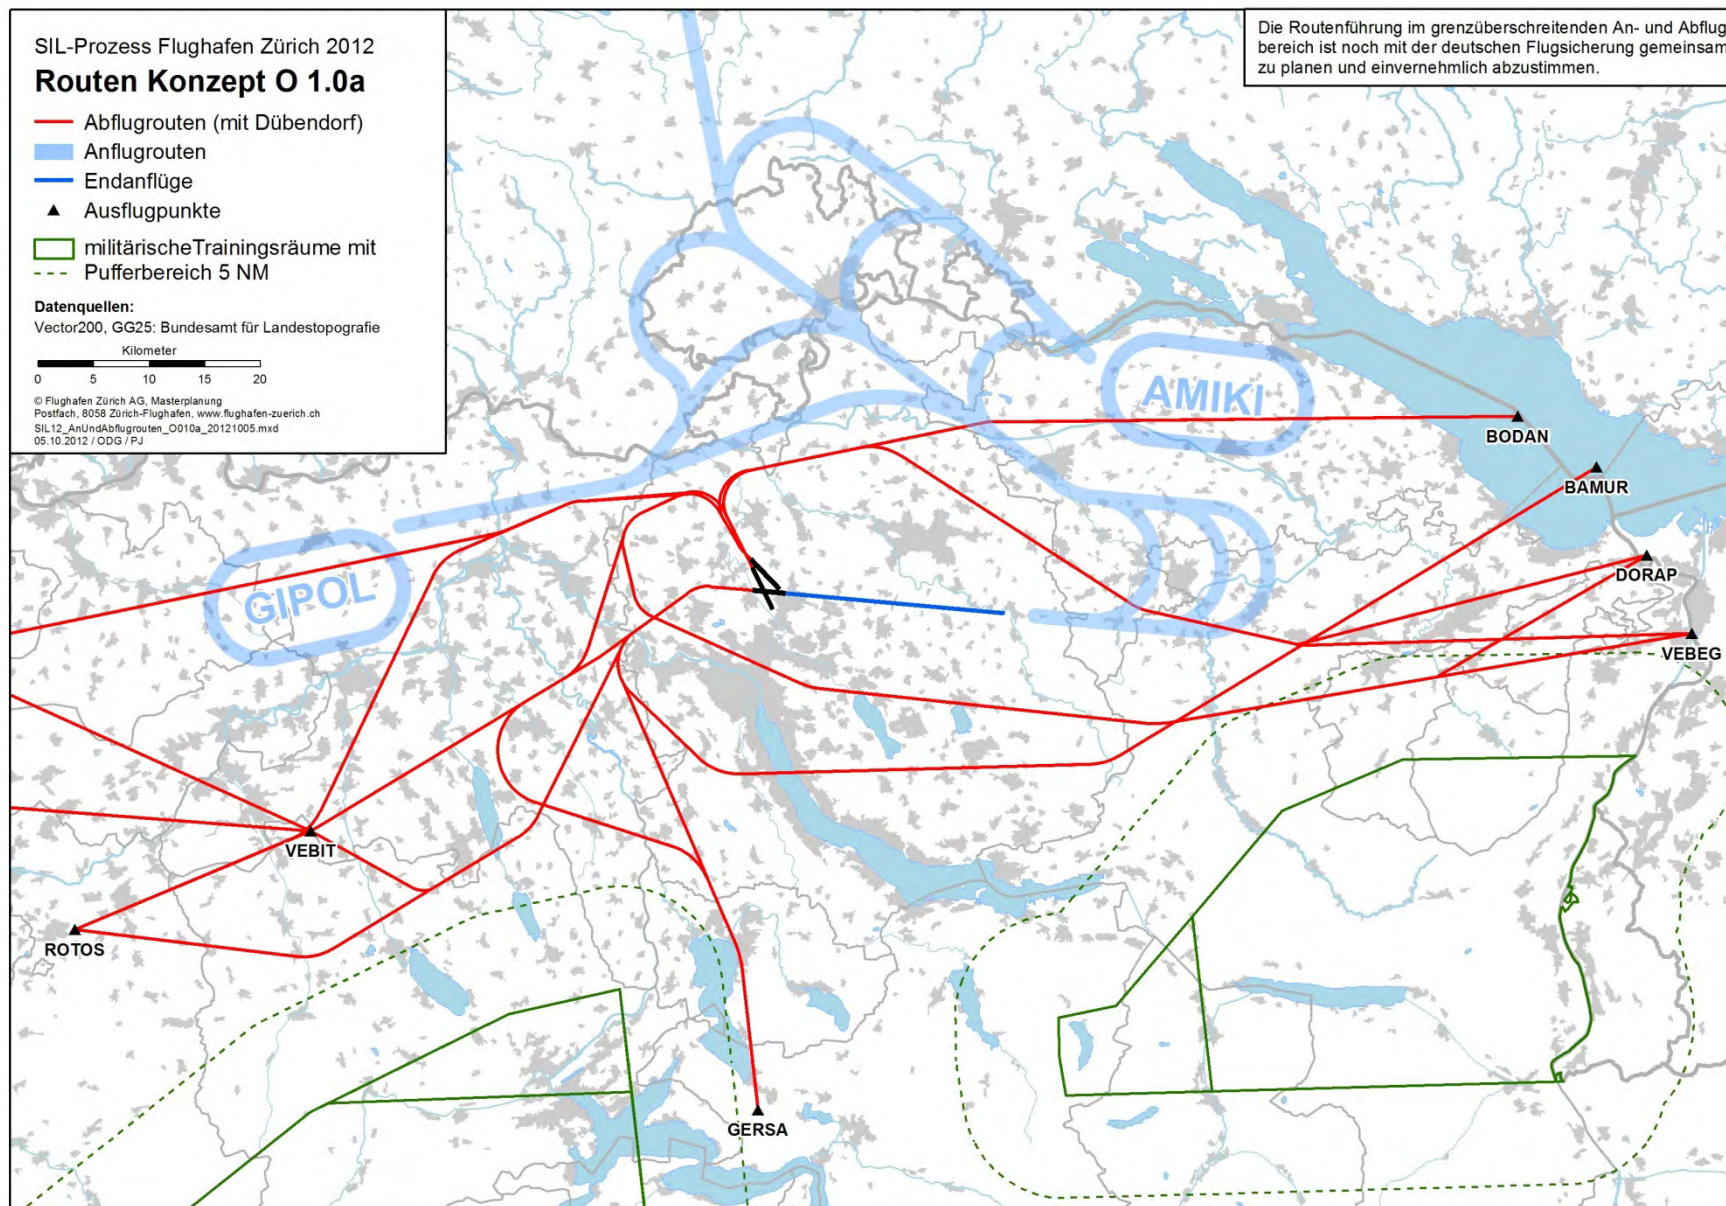 SIL-Prozess Flughafen Zürich 2012
Routen Konzept O 1.0a
Abflugrouten (mit Dübendorf)
Anflugrouten
Endanflüge
Ausflugpunkte
militärischeTrainingsräume mit
Pufferbereich 5 NM
Datenquellen:
Vector200, GG25: Bundesamt für Landestopografie
Kilometer
0 5 10 15 20
© Flughafen Zürich AG, Masterplanung
Postfach, 8058 Zürich-Flughafen, www.flughafen-zuerich.ch
SIL12_AnUndAbflugrouten_O010a_20121005.mxd
05.10.2012 / ODG / PJ
Die Routenführung im grenzüberschreitenden An- und Abflug
bereich ist noch mit der deutschen Flugsicherung gemeinsam
zu planen und einvernehmlich abzustimmen.
AMIKI
BODAN
BAMUR
DORAP
GIPOL
VEBEG
VEBIT
ROTOS
GERSA